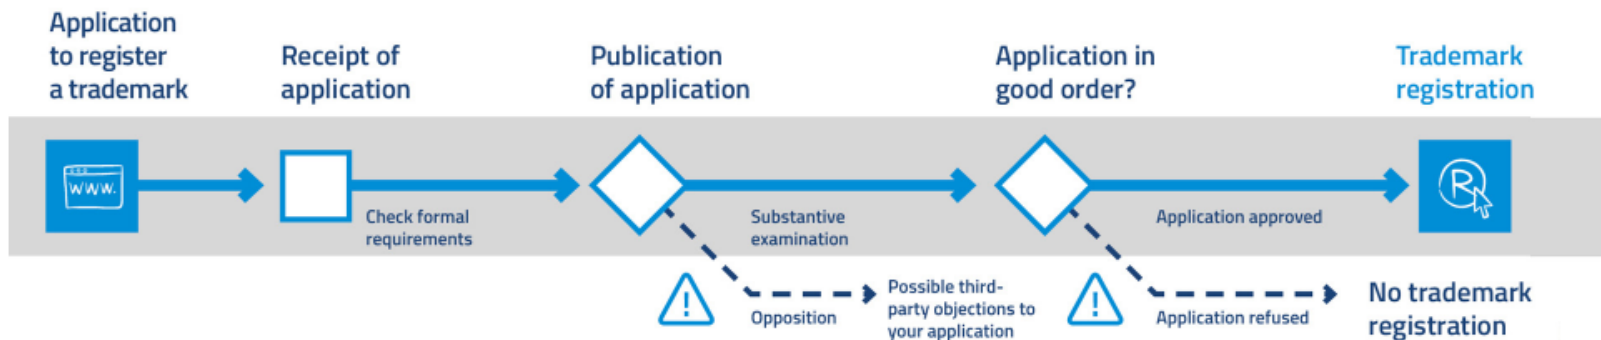 Application
to register
a trademark
Receipt of
application
Publication
of application
Application in
good order?
Trademark
registration
www.
R
Check formal
requirements
Substantive
examination
Application approved
!
Opposition
Possible third-
party objections to
your application
!
Application refused
No trademark
registration